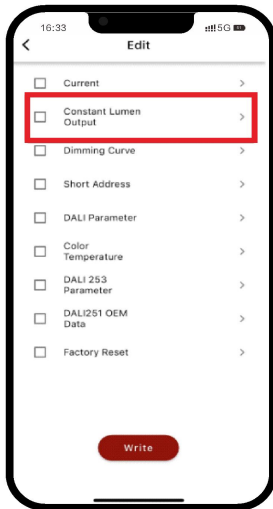 16:33 5G
Edit
Current
Constant Lumen
Output
Dimming Curve
Short Address
DALI Parameter
Color
Temperature
DALI 253
Parameter
DALI251 OEM
Data
Factory Reset
Write